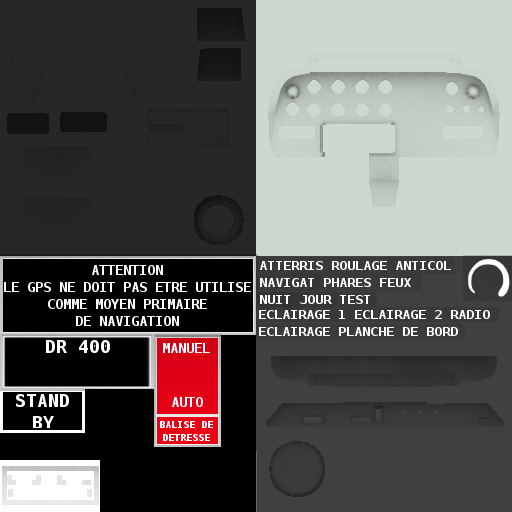 ATTENTION
LE GPS NE DOIT PAS ETRE UTILISE
COMME MOYEN PRIMAIRE
DE NAVIGATION
DR 400
STAND
BY
MANUEL
AUTO
BALISE DE
DETRESSE
ATTERRIS ROULAGE ANTICOL
NAVIGAT PHARES FEUX
NUIT JOUR TEST
ECLAIRAGE 1 ECLAIRAGE 2 RADIO
ECLAIRAGE PLANCHE DE BORD